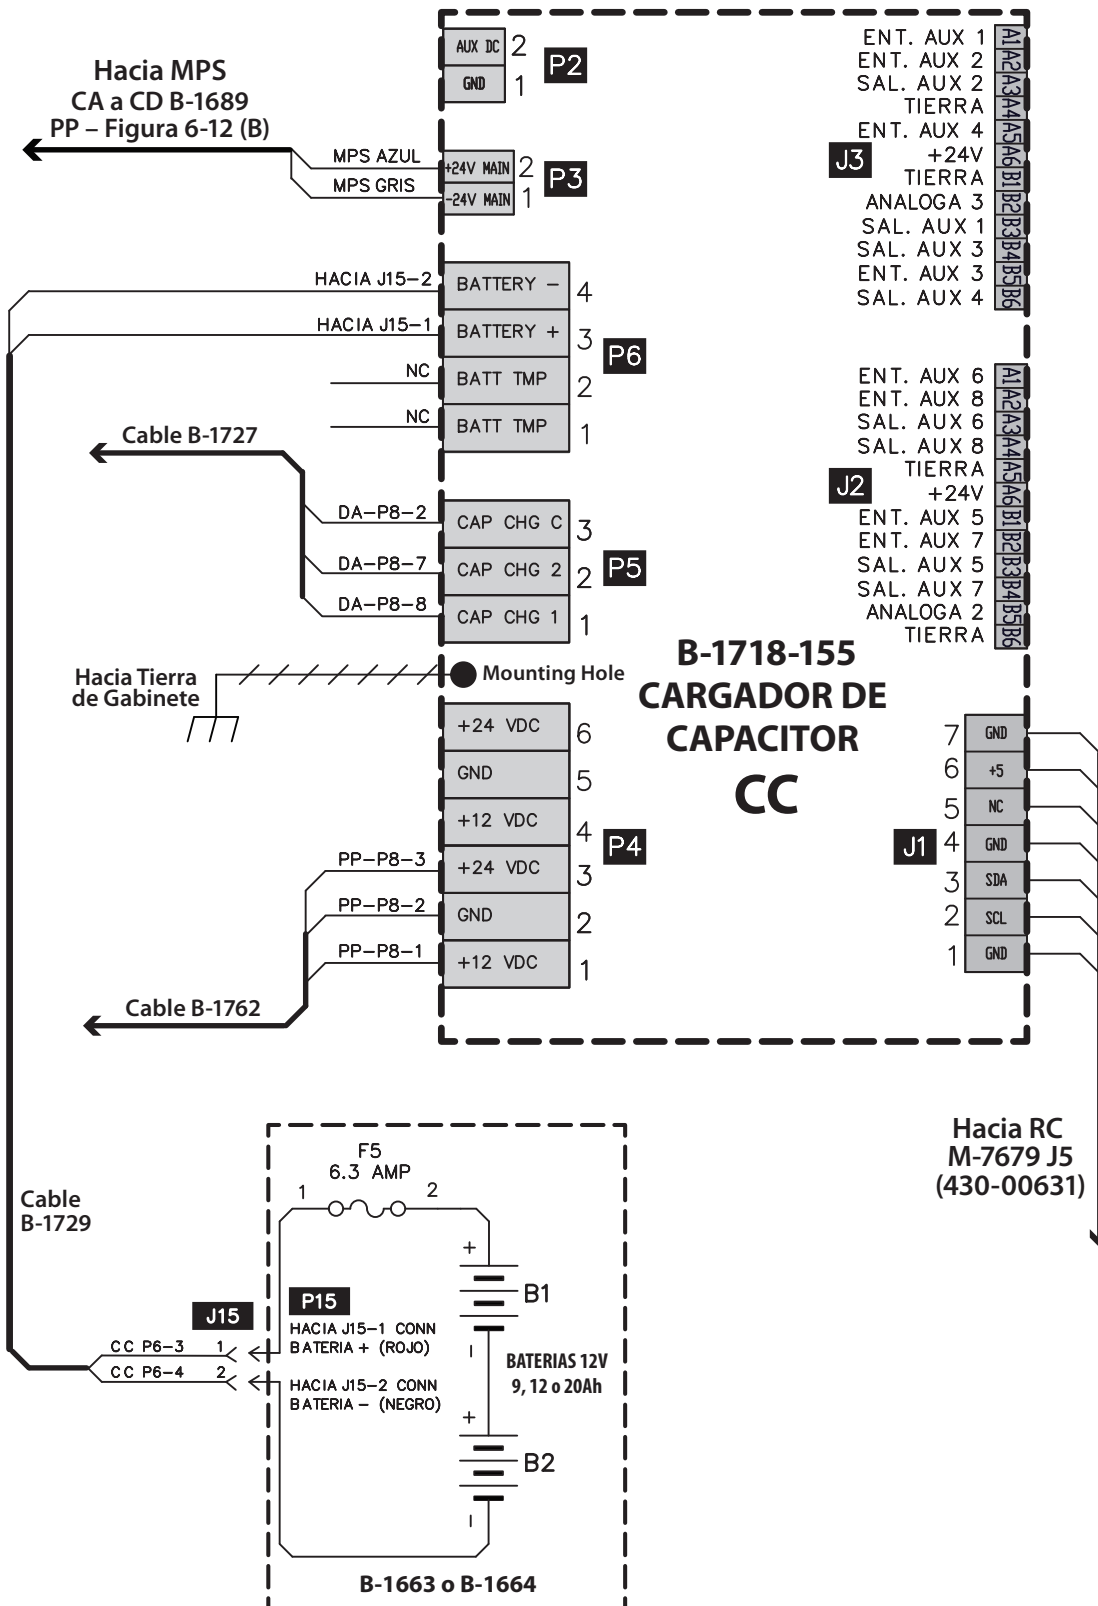 Hacia MPS
CA a CD B-1689
PP – Figura 6-12 (B)
AUX DC 2
GND 1
P2
MPS AZUL
MPS GRIS
+24V MAIN 2
-24V MAIN 1
P3
HACIA J15-2
BATTERY – 4
HACIA J15-1
BATTERY + 3
NC
BATT TMP 2
NC
BATT TMP 1
P6
Cable B-1727
DA-P8-2
CAP CHG C 3
DA-P8-7
CAP CHG 2 2
DA-P8-8
CAP CHG 1 1
P5
Hacia Tierra
de Gabinete
Mounting Hole
+24 VDC 6
GND 5
+12 VDC 4
PP-P8-3
+24 VDC 3
PP-P8-2
GND 2
PP-P8-1
+12 VDC 1
P4
Cable B-1762
ENT. AUX 1 A1
ENT. AUX 2 A2
SAL. AUX 2 A3
TIERRA A4
ENT. AUX 4 A5
+24V A6
TIERRA B1
ANALOGA 3 B2
SAL. AUX 1 B3
SAL. AUX 3 B4
ENT. AUX 3 B5
SAL. AUX 4 B6
J3
ENT. AUX 6 A1
ENT. AUX 8 A2
SAL. AUX 6 A3
SAL. AUX 8 A4
TIERRA A5
+24V A6
ENT. AUX 5 B1
ENT. AUX 7 B2
SAL. AUX 5 B3
SAL. AUX 7 B4
ANALOGA 2 B5
TIERRA B6
J2
B-1718-155
CARGADOR DE
CAPACITOR
CC
7 GND
6 +5
5 NC
J1 4 GND
3 SDA
2 SCL
1 GND
Hacia RC
M-7679 J5
(430-00631)
Cable
B-1729
F5
6.3 AMP
1 2
+
B1
–
J15
P15
HACIA J15-1 CONN
BATERIA + (ROJO)
CC P6-3 1
CC P6-4 2
HACIA J15-2 CONN
BATERIA – (NEGRO)
BATERIAS 12V
9, 12 o 20Ah
+
B2
–
B-1663 o B-1664